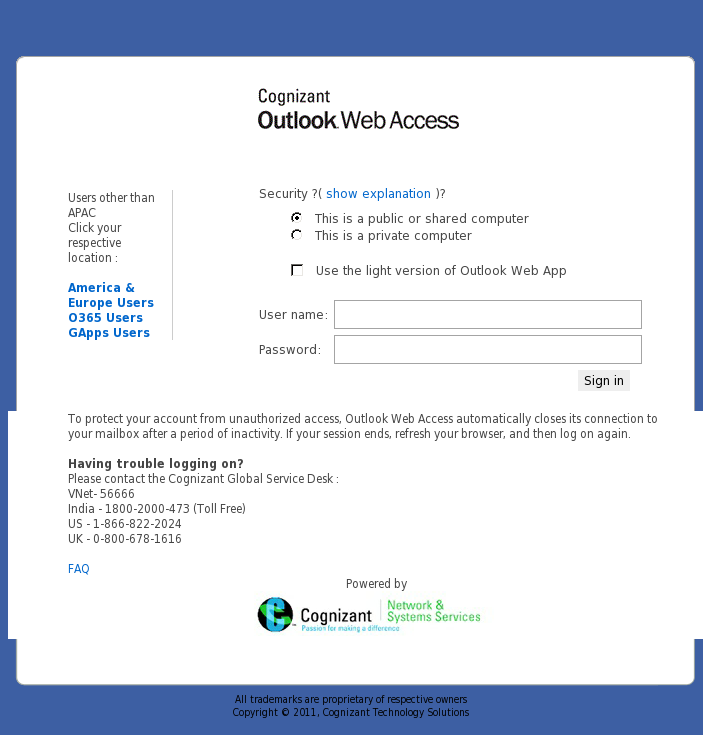 Cognizant
Outlook Web Access
Users other than
APAC
Click your
respective
location :
America &
Europe Users
O365 Users
GApps Users
Security ?( show explanation )?
This is a public or shared computer
This is a private computer
Use the light version of Outlook Web App
User name:
Password:
Sign in
To protect your account from unauthorized access, Outlook Web Access automatically closes its connection to
your mailbox after a period of inactivity. If your session ends, refresh your browser, and then log on again.
Having trouble logging on?
Please contact the Cognizant Global Service Desk :
VNet- 56666
India - 1800-2000-473 (Toll Free)
US - 1-866-822-2024
UK - 0-800-678-1616
FAQ
Powered by
Cognizant
Passion for making a difference
Network &
Systems Services
All trademarks are proprietary of respective owners
Copyright © 2011, Cognizant Technology Solutions